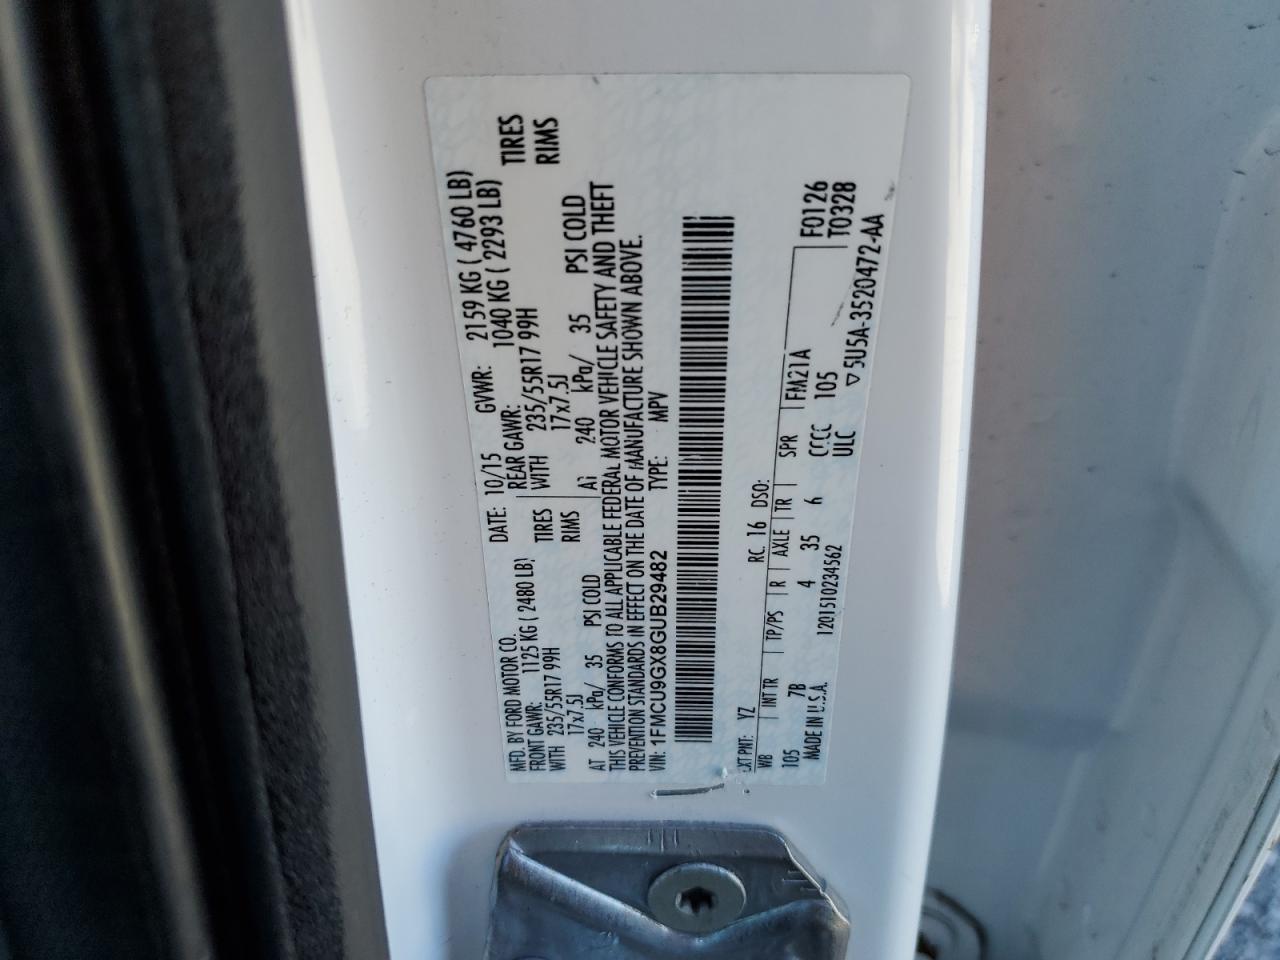 MFD. BY FORD MOTOR CO. DATE: 10/15 GVWR: 2159 KG ( 4760 LB)
FRONT GAWR: 1125 KG ( 2480 LB) REAR GAWR: 1040 KG ( 2293 LB)
WITH 235/55R17 99H TIRES WITH 235/55R17 99H TIRES
17x7.5J RIMS 17x7.5J RIMS
AT 240 kPa/ 35 PSI COLD AT 240 kPa/ 35 PSI COLD
THIS VEHICLE CONFORMS TO ALL APPLICABLE FEDERAL MOTOR VEHICLE SAFETY AND THEFT
PREVENTION STANDARDS IN EFFECT ON THE DATE OF MANUFACTURE SHOWN ABOVE.
VIN: 1FMCU9GX8GUB29482 TYPE: MPV
EXT PNT: YZ RC: 16 DSO:
WB INT TR TP/PS R AXLE TR SPR FM21A F0126
105 7B 4 35 6 CCCC 105 T0328
MADE IN U.S.A. 1201510234562 ULC ▽5U5A-3520472-AA